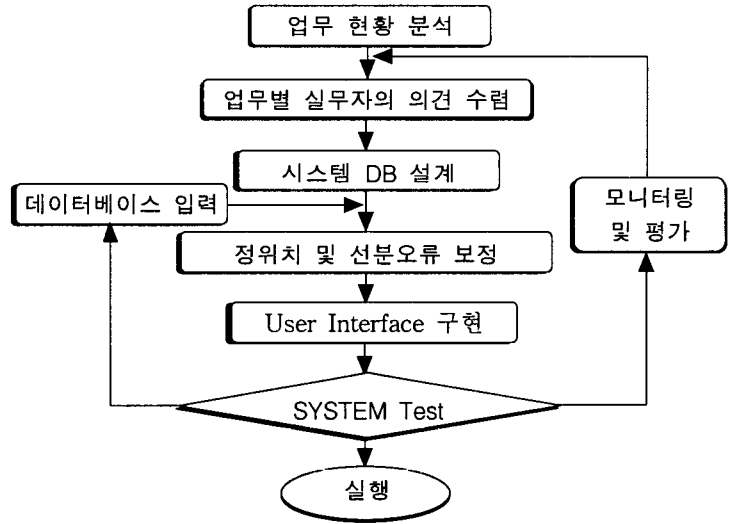 업무 현황 분석
업무별 실무자의 의견 수렴
시스템 DB 설계
데이터베이스 입력
모니터링
및 평가
정위치 및 선분오류 보정
User Interface 구현
SYSTEM Test
실행